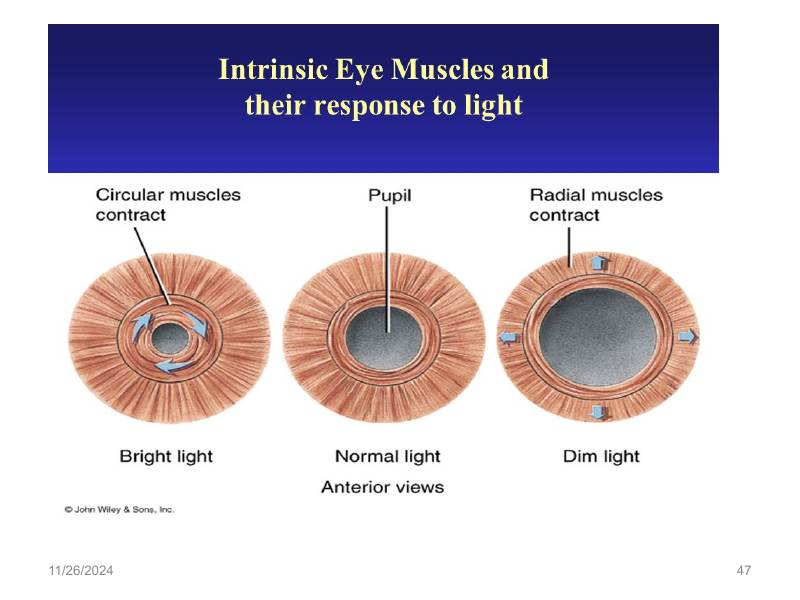 Intrinsic Eye Muscles and
their response to light
Circular muscles
contract
Pupil
Radial muscles
contract
Bright light
Normal light
Dim light
Anterior views
© John Wiley & Sons, Inc.
11/26/2024
47